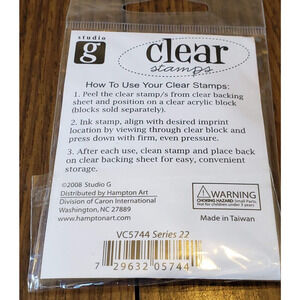 studio
g
clear
stamps
How To Use Your Clear Stamps:
1. Peel the clear stamp/s from clear backing
sheet and position on a clear acrylic block
(blocks sold separately).
2. Ink stamp, align with desired imprint
location by viewing through clear block and
press down with firm, even pressure.
3. After each use, clean stamp and place back
on clear backing sheet for easy, convenient
storage.
©2008 Studio G
Distributed by Hampton Art
Division of Caron International
Washington, NC 27889
www.hamptonart.com
WARNING
CHOKING HAZARD Small Parts.
Not for children under 3 years.
Made in Taiwan
VC5744 Series 22
7 29632 05744